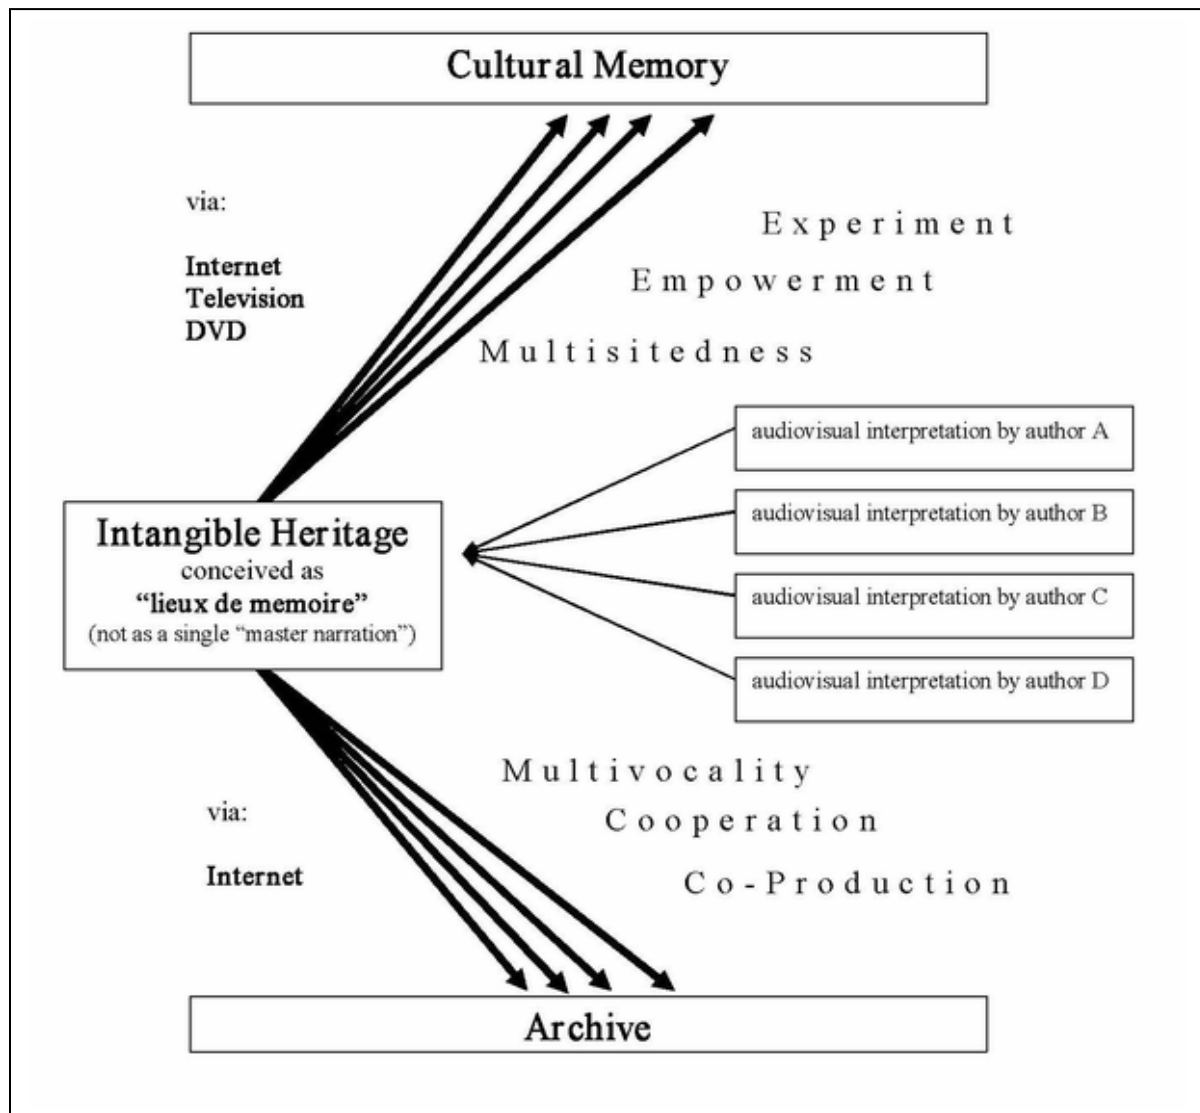 Cultural Memory
via:
Internet
Television
DVD
Experiment
Empowerment
Multisitedness
audiovisual interpretation by author A
audiovisual interpretation by author B
audiovisual interpretation by author C
audiovisual interpretation by author D
Intangible Heritage
conceived as
“lieux de memoire”
(not as a single “master narration”)
Multivocality
Cooperation
Co-Production
via:
Internet
Archive